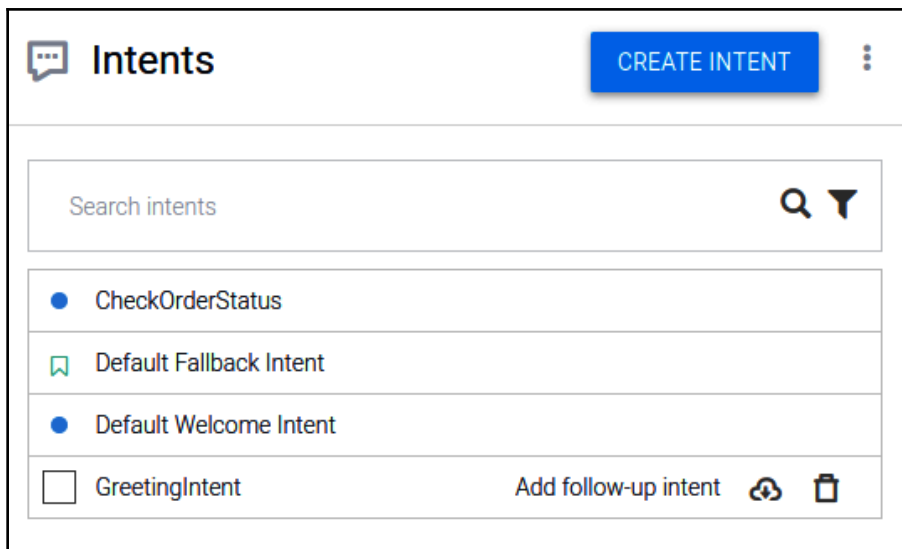 Intents
CREATE INTENT
Search intents
CheckOrderStatus
Default Fallback Intent
Default Welcome Intent
GreetingIntent Add follow-up intent